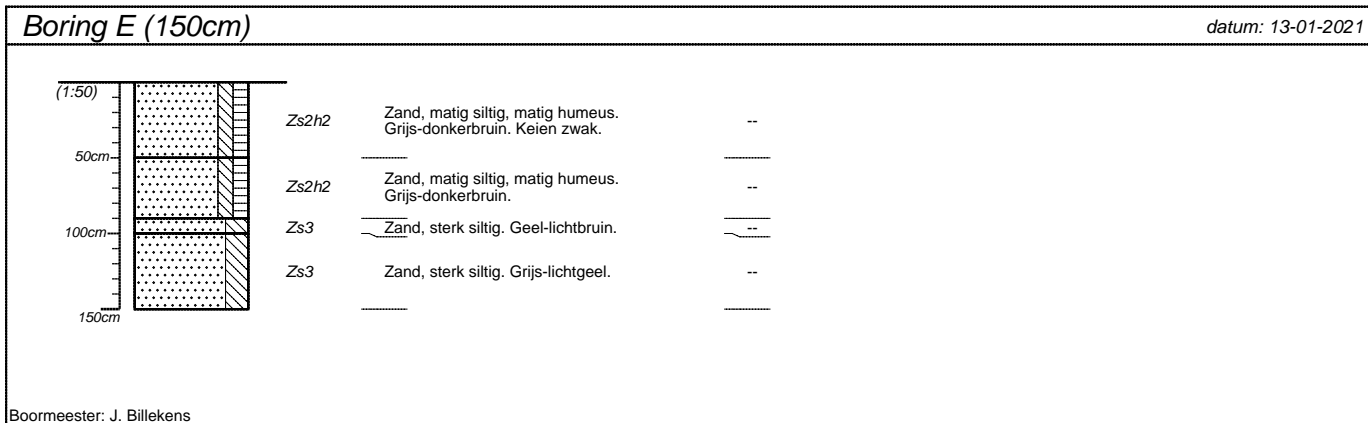 Boring E (150cm)
datum: 13-01-2021
(1:50)
Zs2h2
Zand, matig siltig, matig humeus.
Grijs-donkerbruin. Keien zwak.
--
50cm
Zs2h2
Zand, matig siltig, matig humeus.
Grijs-donkerbruin.
--
100cm
Zs3
Zand, sterk siltig. Geel-lichtbruin.
--
Zs3
Zand, sterk siltig. Grijs-lichtgeel.
--
150cm
Boormeester: J. Billekens